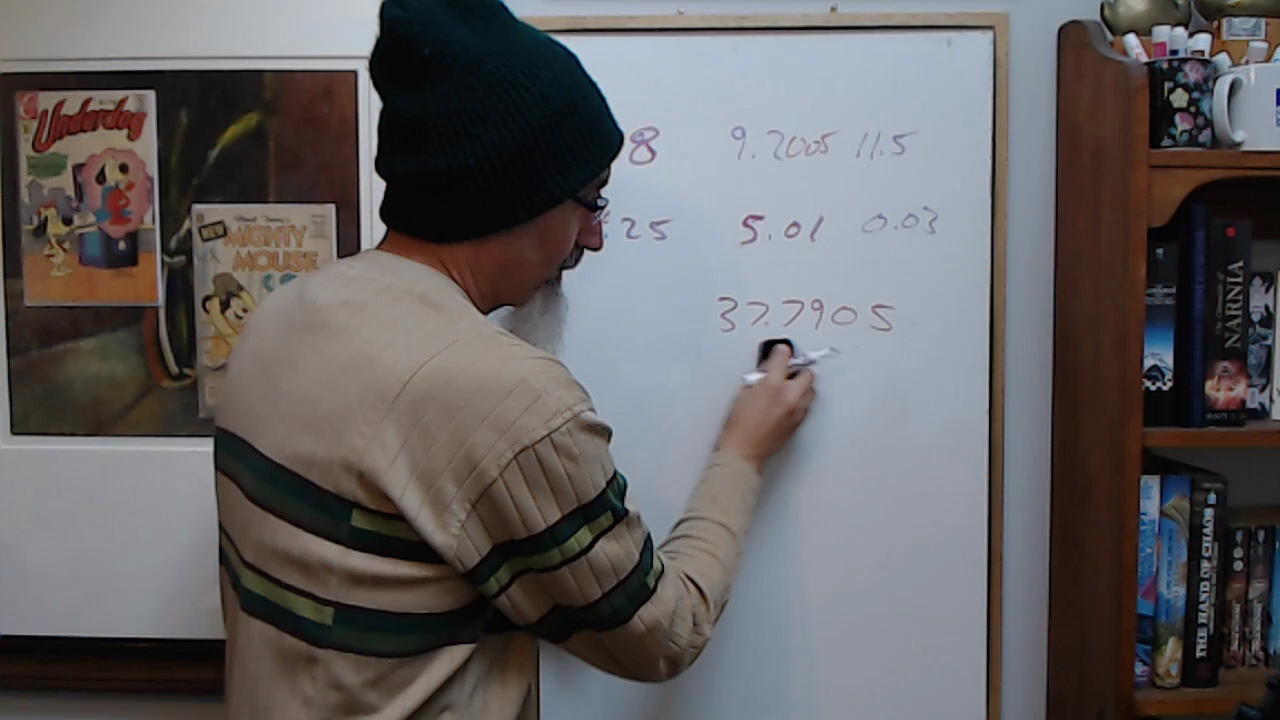 Underdog
NEW
MIGHTY
MOUSE
8 9.2005 11.5
.25 5.01 0.03
37.7905
NARNIA
THE HAND OF CHAOS